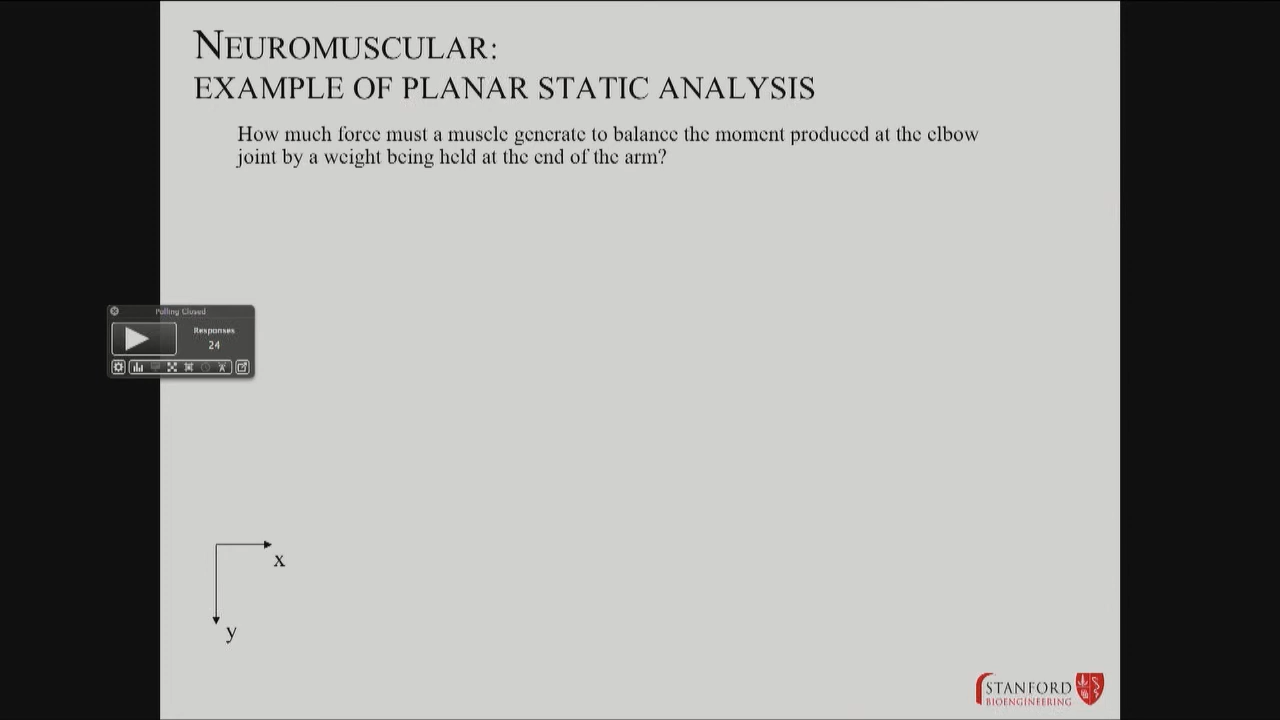 NEUROMUSCULAR:
EXAMPLE OF PLANAR STATIC ANALYSIS
How much force must a muscle generate to balance the moment produced at the elbow
joint by a weight being held at the end of the arm?
Polling Closed
Responses
24
x
y
STANFORD
BIOENGINEERING